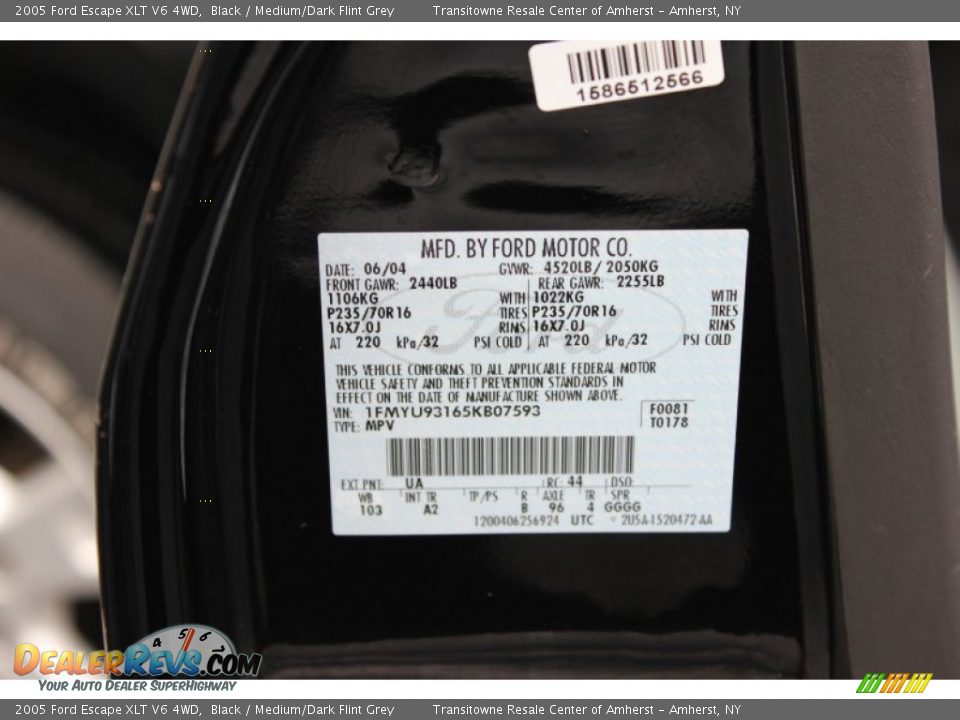 2005 Ford Escape XLT V6 4WD, Black / Medium/Dark Flint Grey Transitowne Resale Center of Amherst - Amherst, NY
1586512566
MFD. BY FORD MOTOR CO.
DATE: 06/04 GVWR: 4520LB/ 2050KG
FRONT GAWR: 2440LB REAR GAWR: 2255LB
1106KG WITH 1022KG WITH
P235/70R16 TIRES P235/70R16 TIRES
16X7.0J RIMS 16X7.0J RIMS
AT 220 kPa/32 PSI COLD AT 220 kPa/32 PSI COLD
THIS VEHICLE CONFORMS TO ALL APPLICABLE FEDERAL MOTOR
VEHICLE SAFETY AND THEFT PREVENTION STANDARDS IN
EFFECT ON THE DATE OF MANUFACTURE SHOWN ABOVE.
VIN: 1FMYU93165KB07593 F0081
TYPE: MPV T0178
EXT PNT: UA RC: 44 DSO:
WB INT TR TP/PS R AXLE TR SPR
103 A2 B 96 4 GGGG
1200406256924 UTC 2U5A-1520472-AA
Ford
4 5 6
DealerRevs.com
Your Auto Dealer SuperHighway
2005 Ford Escape XLT V6 4WD, Black / Medium/Dark Flint Grey Transitowne Resale Center of Amherst - Amherst, NY